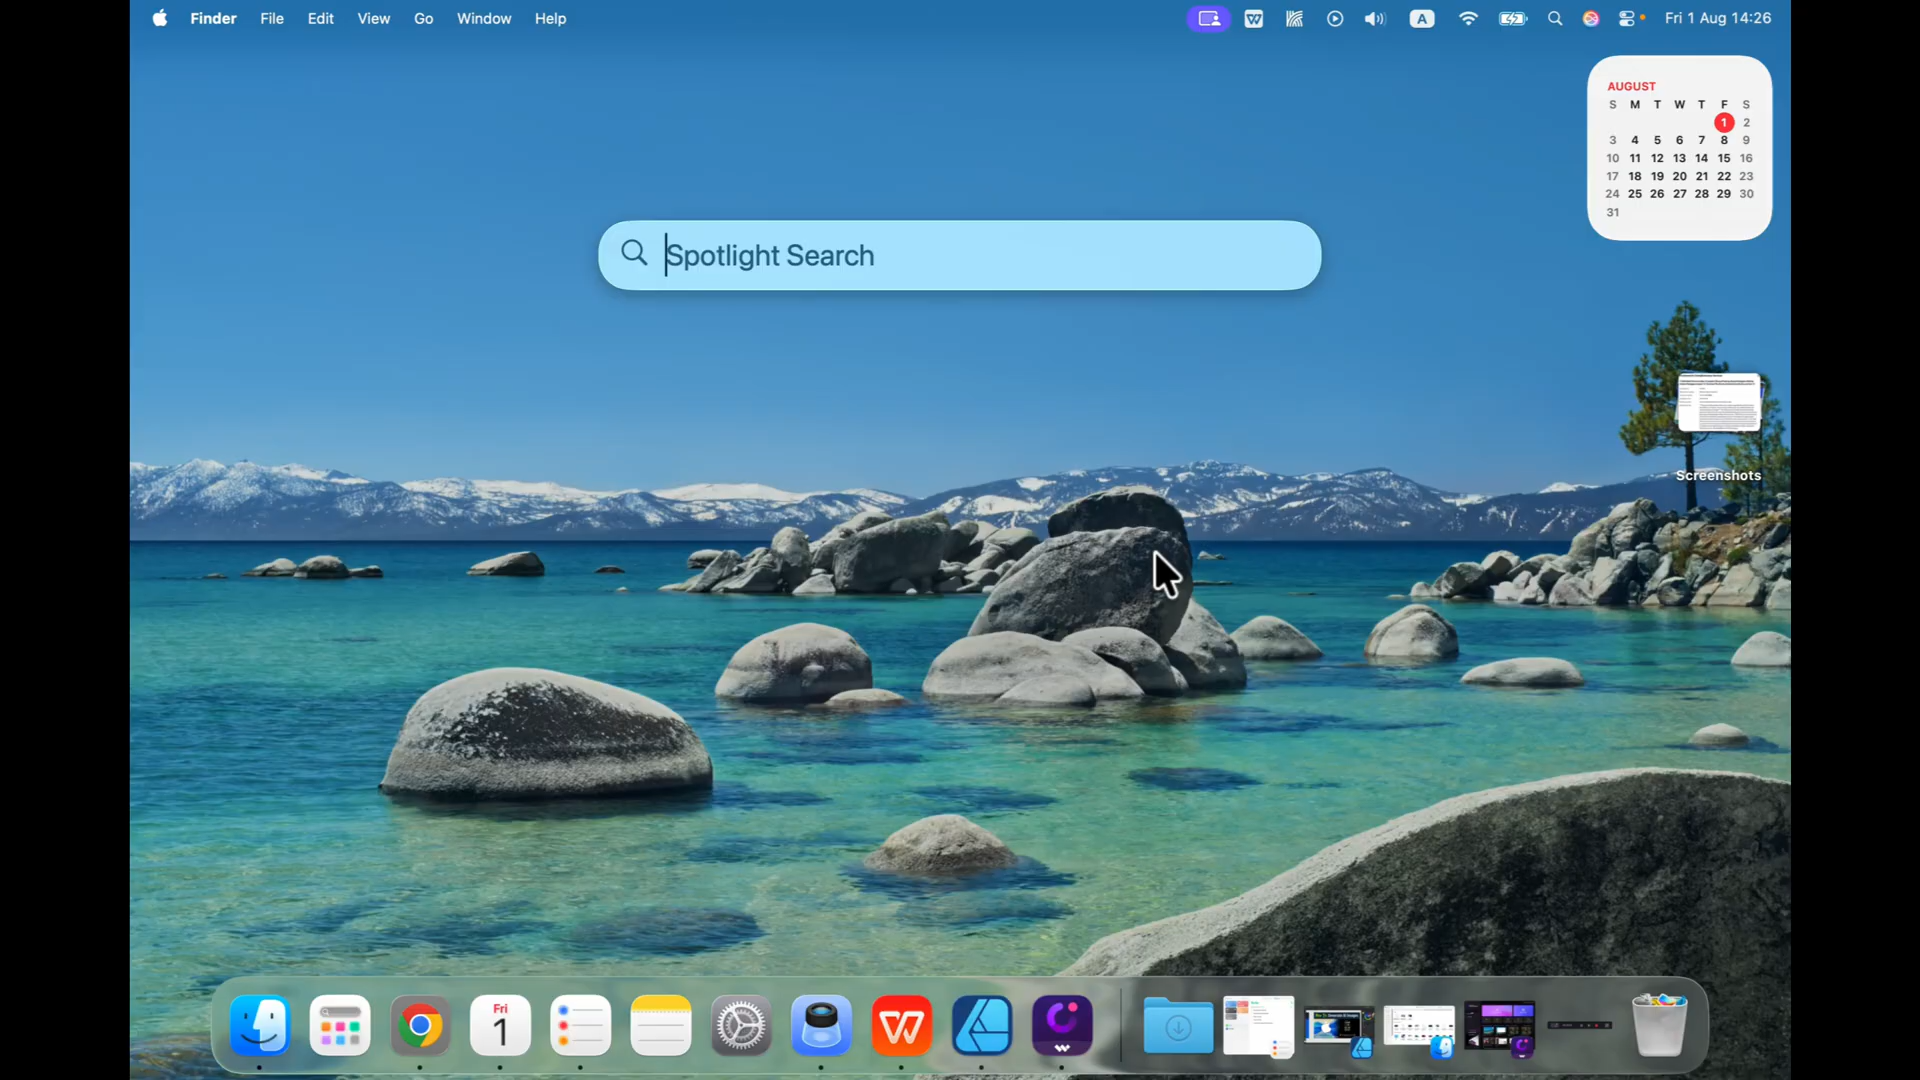 Finder File Edit View Go Window Help
A
Fri 1 Aug 14:26
AUGUST
S M T W T F S
1 2
3 4 5 6 7 8 9
10 11 12 13 14 15 16
17 18 19 20 21 22 23
24 25 26 27 28 29 30
31
Spotlight Search
Screenshots
Fri
1